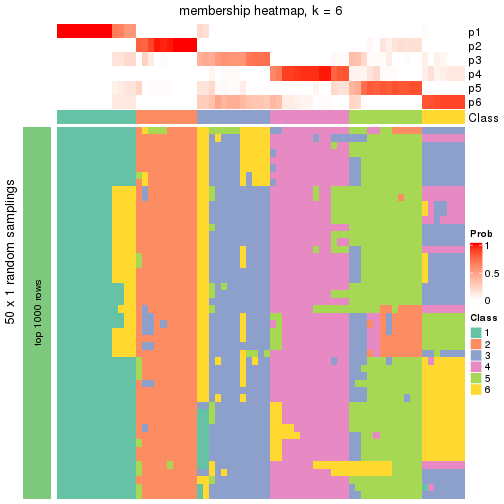 membership heatmap, k = 6
p1
p2
p3
p4
p5
p6
Class
50 x 1 random samplings
top 1000 rows
Prob
1
0.5
0
Class
1
2
3
4
5
6